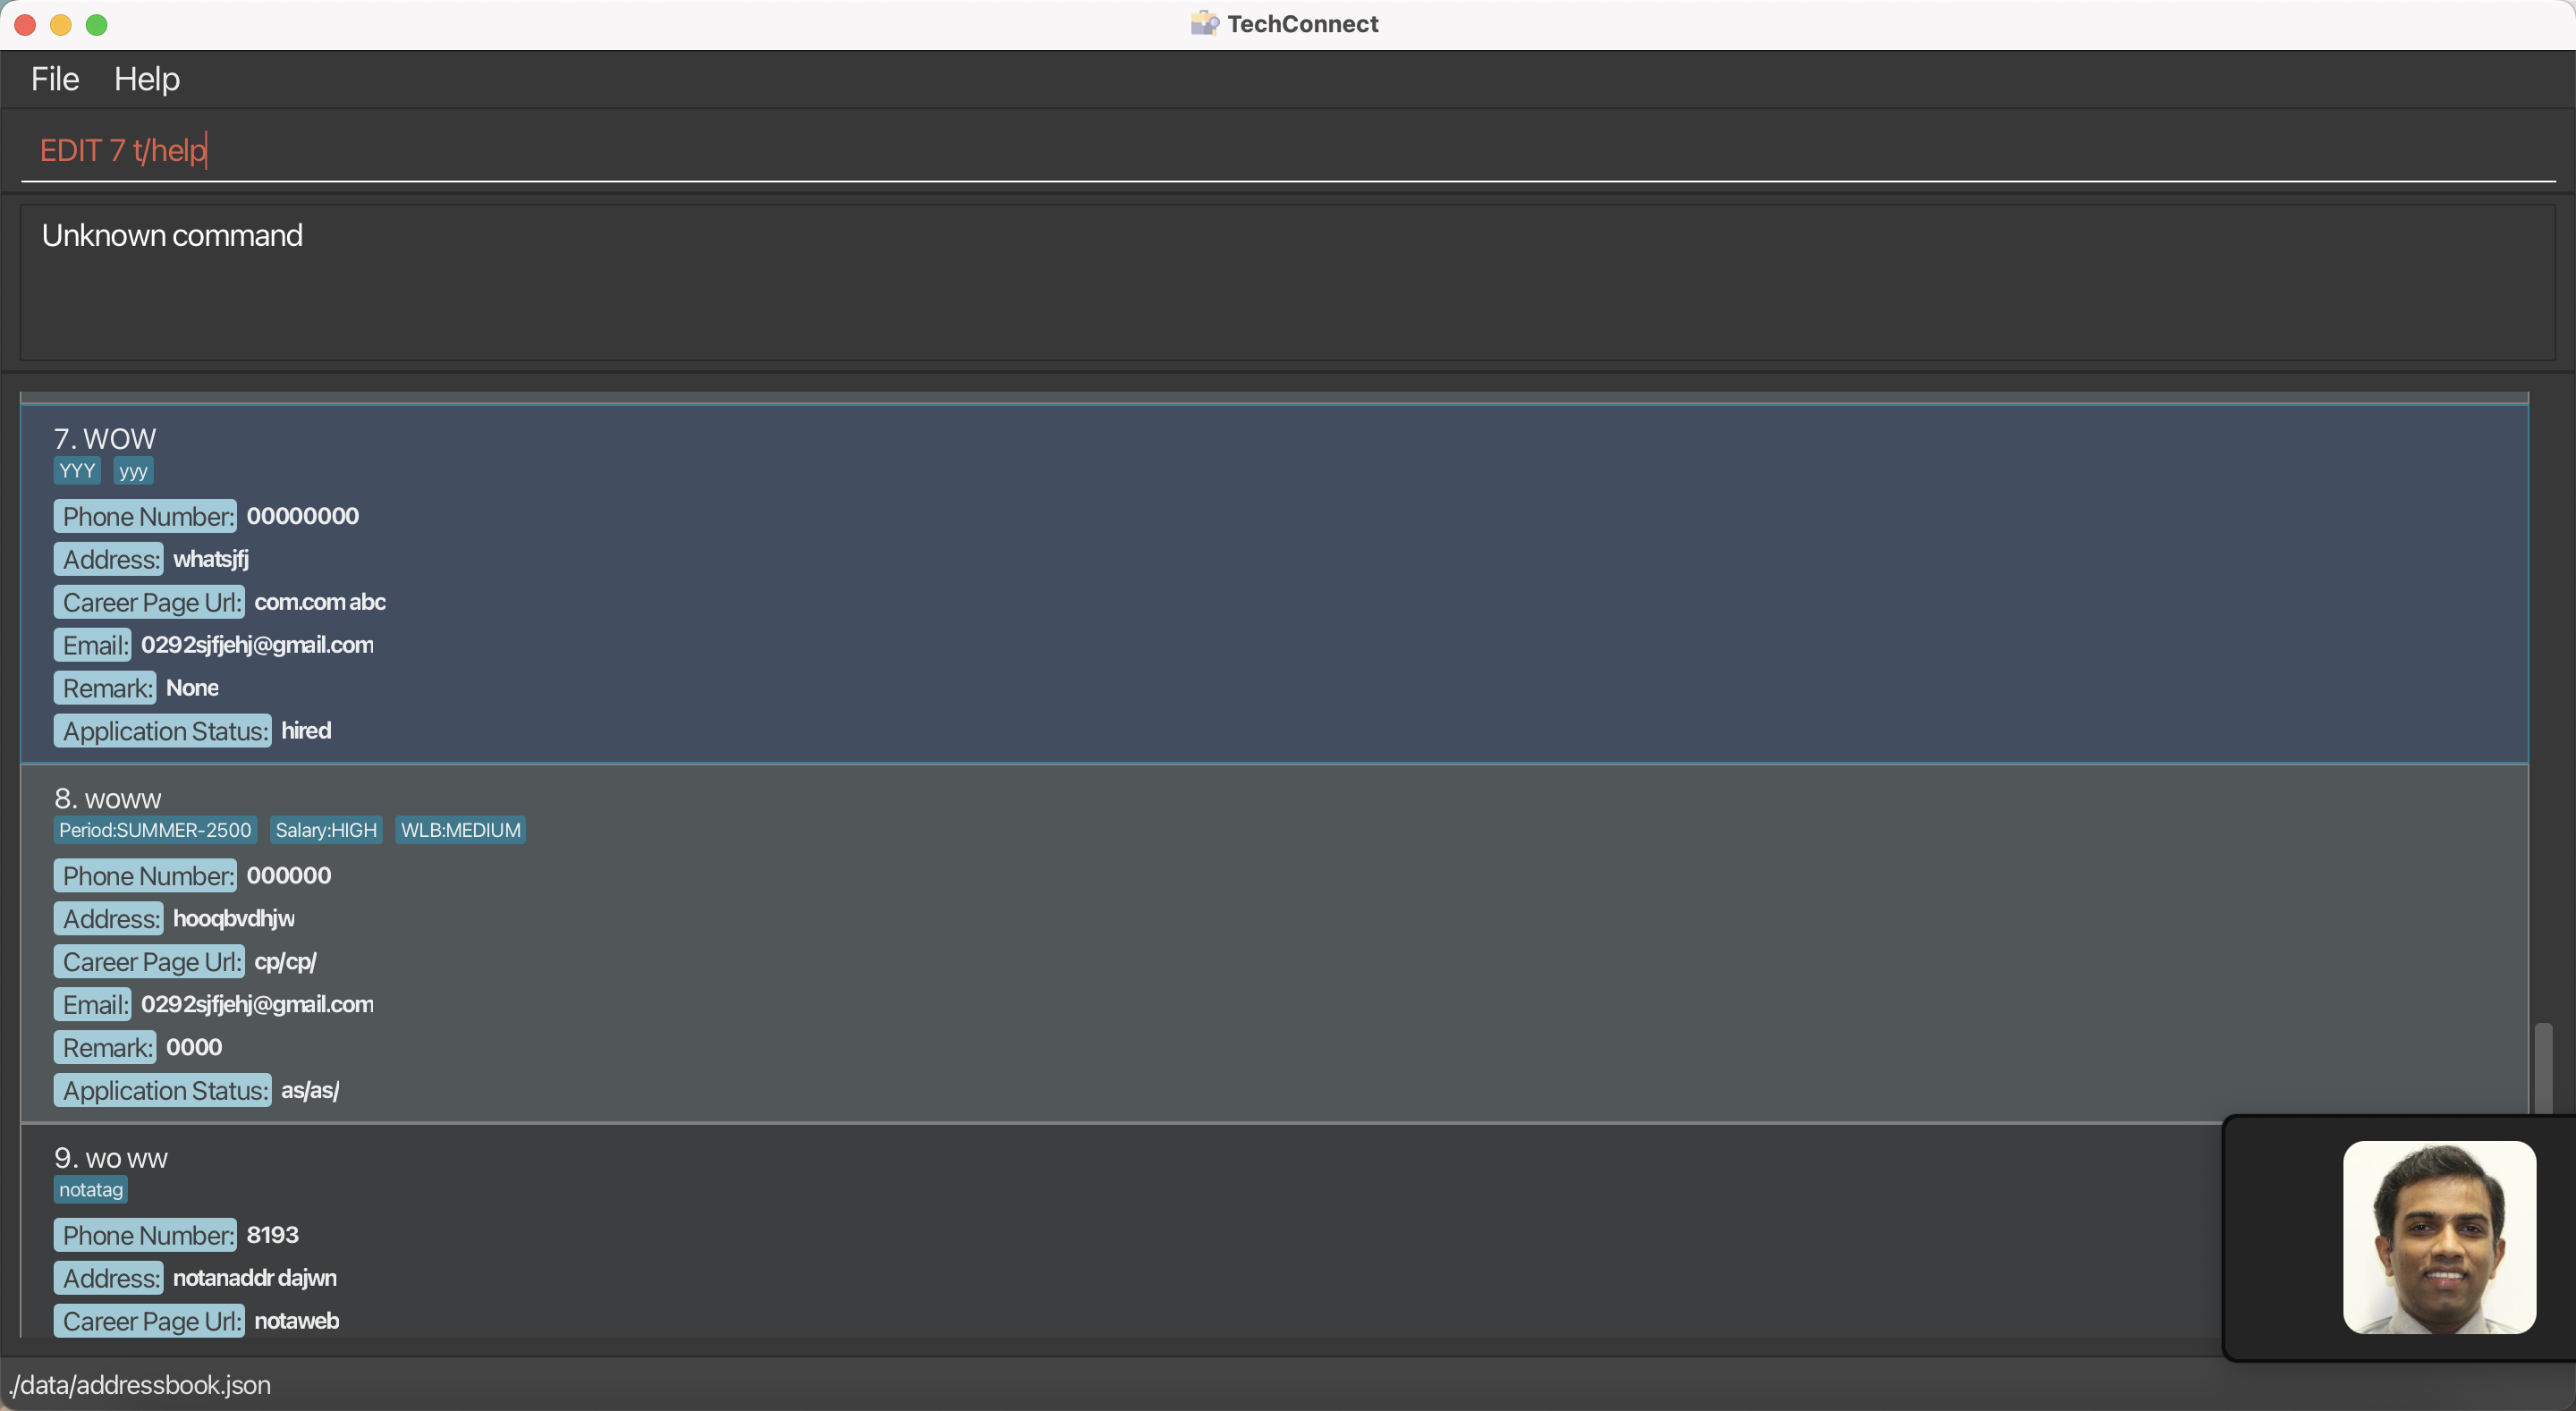 TechConnect
File Help
EDIT 7 t/help
Unknown command
7. WOW
YYY yyy
Phone Number: 00000000
Address: whatsjfj
Career Page Url: com.com abc
Email: 0292sjfjehj@gmail.com
Remark: None
Application Status: hired
8. woww
Period:SUMMER-2500 Salary:HIGH WLB:MEDIUM
Phone Number: 000000
Address: hooqbvdhjw
Career Page Url: cp/cp/
Email: 0292sjfjehj@gmail.com
Remark: 0000
Application Status: as/as/
9. wo ww
notatag
Phone Number: 8193
Address: notanaddr dajwn
Career Page Url: notaweb
./data/addressbook.json